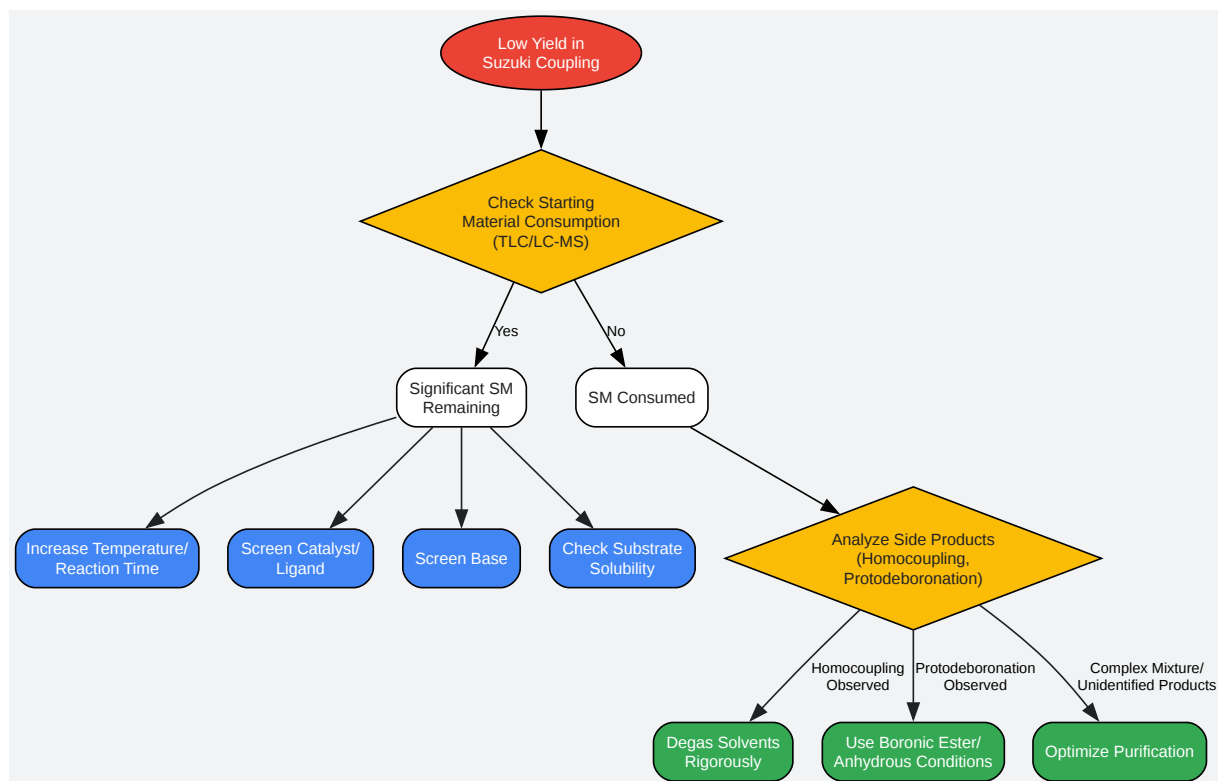 Low Yield in
Suzuki Coupling
Check Starting
Material Consumption
(TLC/LC-MS)
Yes
No
Significant SM
Remaining
SM Consumed
Increase Temperature/
Reaction Time
Screen Catalyst/
Ligand
Screen Base
Check Substrate
Solubility
Analyze Side Products
(Homocoupling,
Protodeboronation)
Homocoupling
Observed
Protodeboronation
Observed
Complex Mixture/
Unidentified Products
Degas Solvents
Rigorously
Use Boronic Ester/
Anhydrous Conditions
Optimize Purification